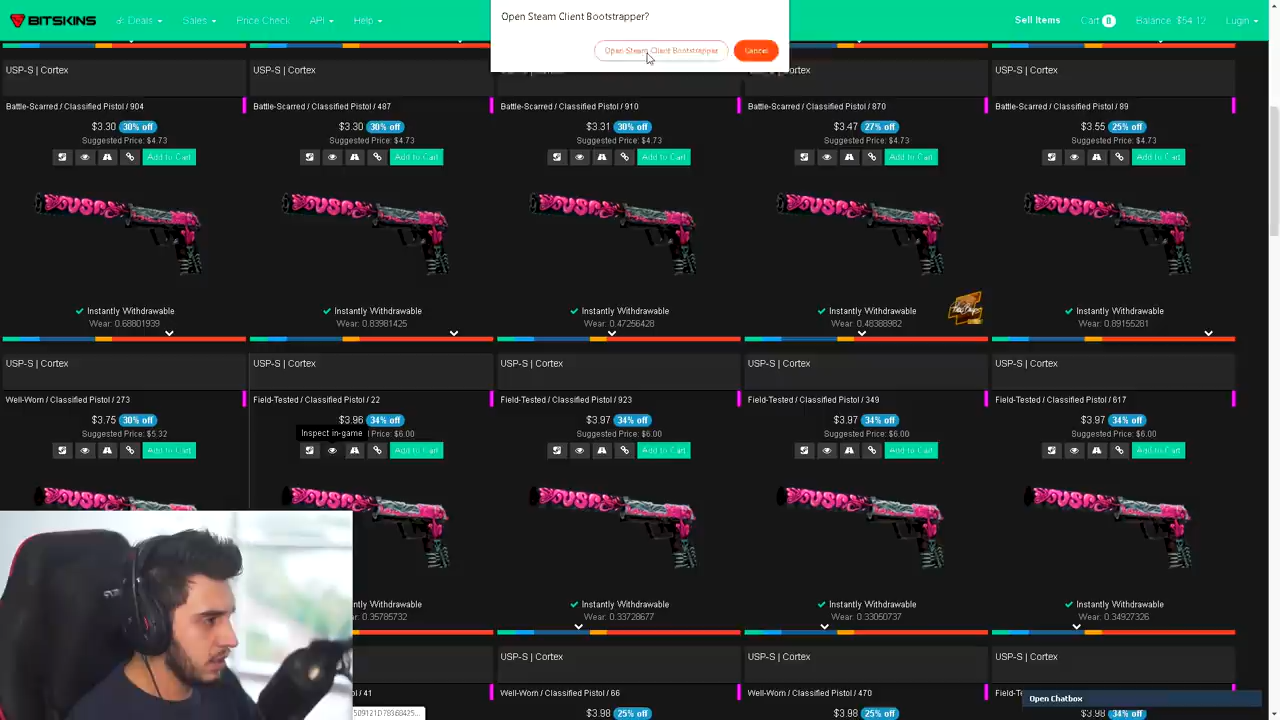 BITSKINS
Deals
Sales
Price Check
API
Help
Open Steam Client Bootstrapper?
Open Steam Client Bootstrapper
Cancel
Sell Items
Cart 0
Balance: $54.12
Login
USP-S | Cortex
USP-S | Cortex
Battle-Scarred / Classified Pistol / 904
Battle-Scarred / Classified Pistol / 487
Battle-Scarred / Classified Pistol / 910
Battle-Scarred / Classified Pistol / 870
Battle-Scarred / Classified Pistol / 89
$3.30 30% off
$3.30 30% off
$3.31 30% off
$3.47 27% off
$3.55 25% off
Suggested Price: $4.73
Suggested Price: $4.73
Suggested Price: $4.73
Suggested Price: $4.73
Suggested Price: $4.73
Add to Cart
Add to Cart
Add to Cart
Add to Cart
Add to Cart
Instantly Withdrawable
Instantly Withdrawable
Instantly Withdrawable
Instantly Withdrawable
Instantly Withdrawable
Wear: 0.68801939
Wear: 0.83981425
Wear: 0.47256428
Wear: 0.48388982
Wear: 0.89155281
USP-S | Cortex
USP-S | Cortex
USP-S | Cortex
USP-S | Cortex
USP-S | Cortex
Well-Worn / Classified Pistol / 273
Field-Tested / Classified Pistol / 22
Field-Tested / Classified Pistol / 923
Field-Tested / Classified Pistol / 349
Field-Tested / Classified Pistol / 617
$3.75 30% off
$3.96 34% off
$3.97 34% off
$3.97 34% off
$3.97 34% off
Suggested Price: $5.32
Inspect in-game
Price: $6.00
Suggested Price: $6.00
Suggested Price: $6.00
Suggested Price: $6.00
Add to Cart
Add to Cart
Add to Cart
Add to Cart
Add to Cart
Withdrawable
Instantly Withdrawable
Instantly Withdrawable
Instantly Withdrawable
0.35785732
Wear: 0.33728677
Wear: 0.33050737
Wear: 0.34927326
USP-S | Cortex
USP-S | Cortex
USP-S | Cortex
/ 41
Well-Worn / Classified Pistol / 66
Well-Worn / Classified Pistol / 470
Open Chatbox
$3.98 25% off
$3.98 25% off
$3.98 34% off